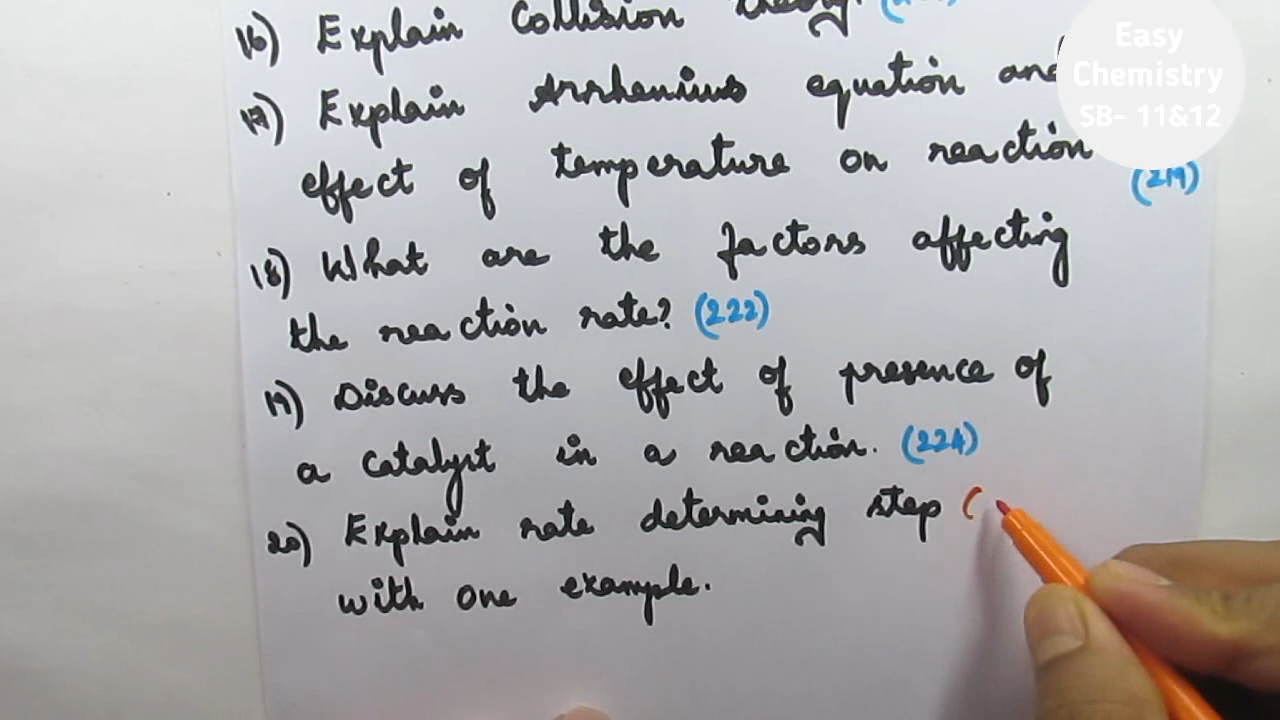 16) Explain Collision theory.
Easy
Chemistry
SB- 11&12
17) Explain Arrhenius equation and
effect of temperature on reaction
(219)
18) What are the factors affecting
the reaction rate? (222)
19) Discuss the effect of presence of
a catalyst in a reaction. (224)
20) Explain rate determining step (
with one example.